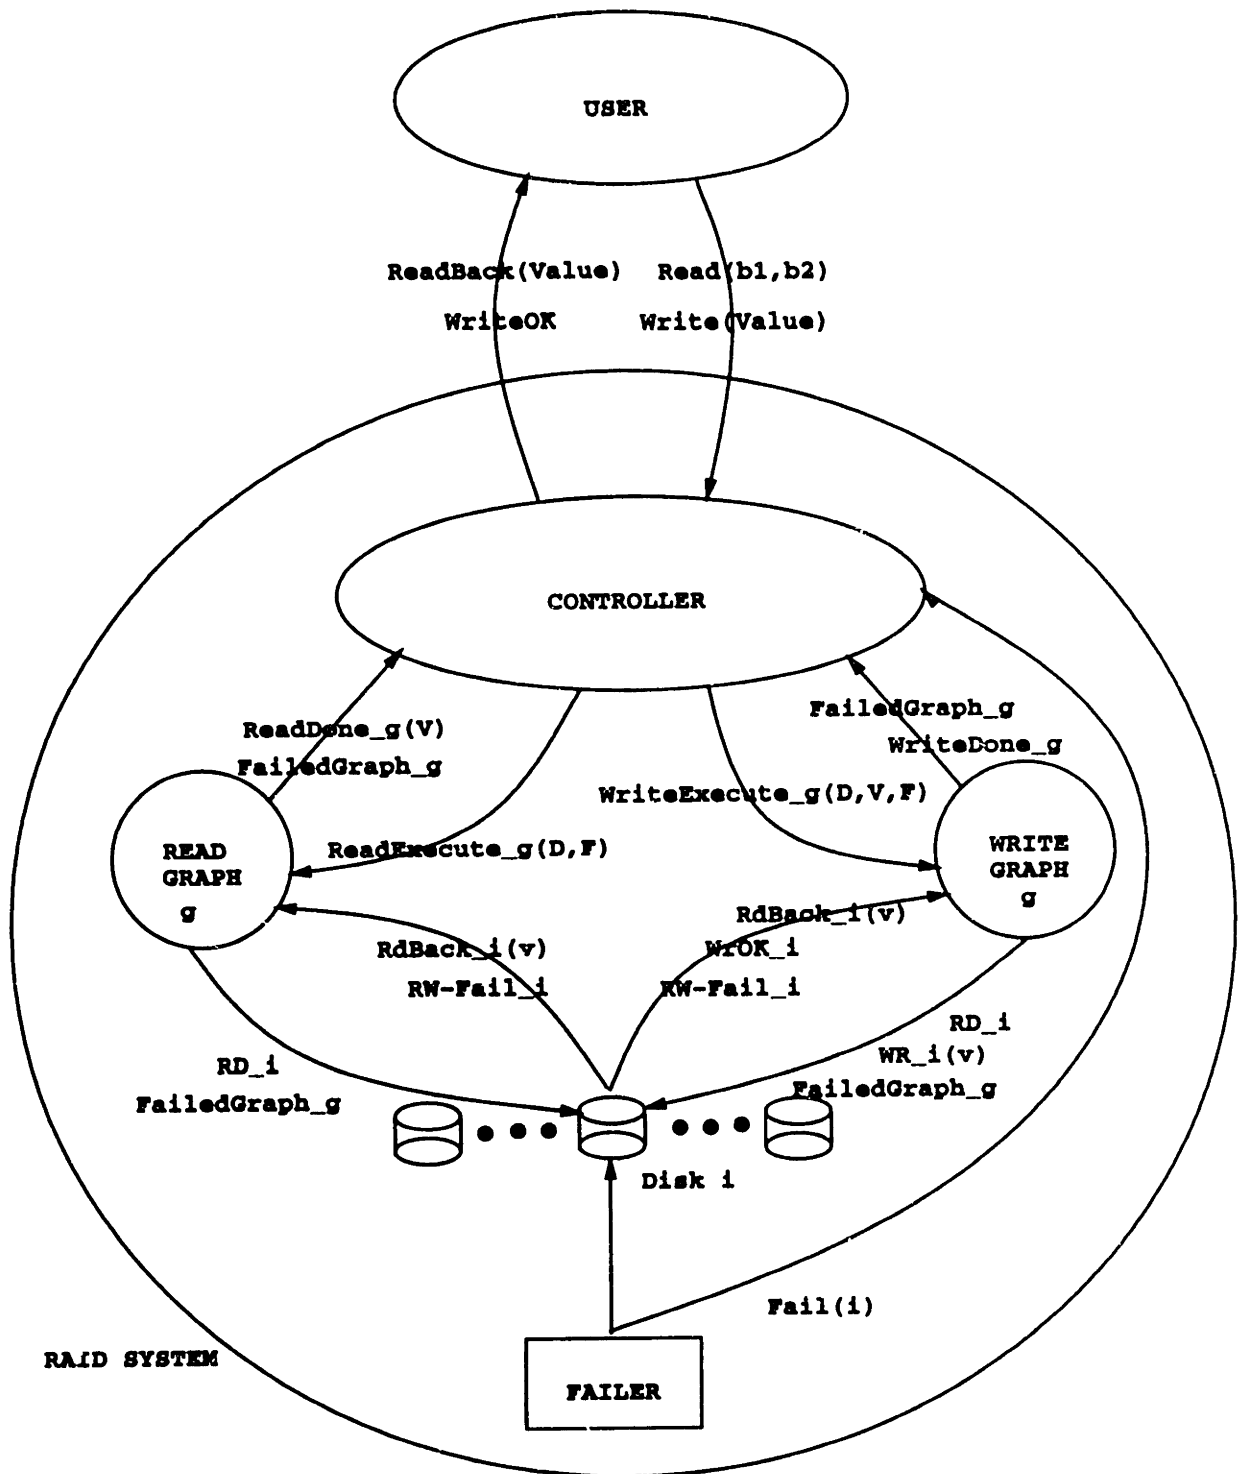 USER
ReadBack(Value)
Read(b1,b2)
WriteOK
Write(Value)
CONTROLLER
ReadDone_g(V)
FailedGraph_g
FailedGraph_g
WriteDone_g
WriteExecute_g(D,V,F)
ReadExecute_g(D,F)
READ
GRAPH
g
WRITE
GRAPH
g
RdBack_i(v)
RW-Fail_i
RdBack_i(v)
WrOK_i
RW-Fail_i
RD_i
FailedGraph_g
RD_i
WR_i(v)
FailedGraph_g
Disk i
Fail(i)
RAID SYSTEM
FAILER